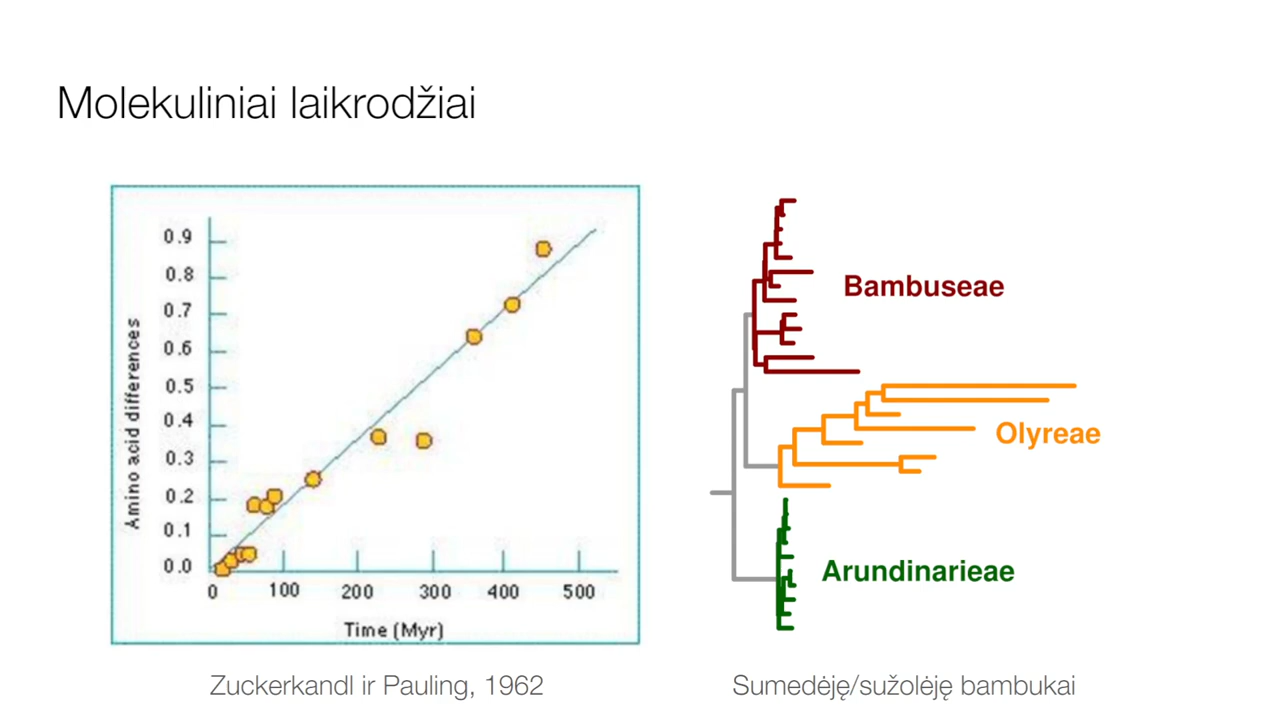 Molekuliniai laikrodžiai
0.9
0.8
0.7
0.6
0.5
0.4
0.3
0.2
0.1
0.0
Amino acid differences
0 100 200 300 400 500
Time (Myr)
Zuckerkandl ir Pauling, 1962
Bambuseae
Olyreae
Arundinarieae
Sumedėję/sužolėję bambukai